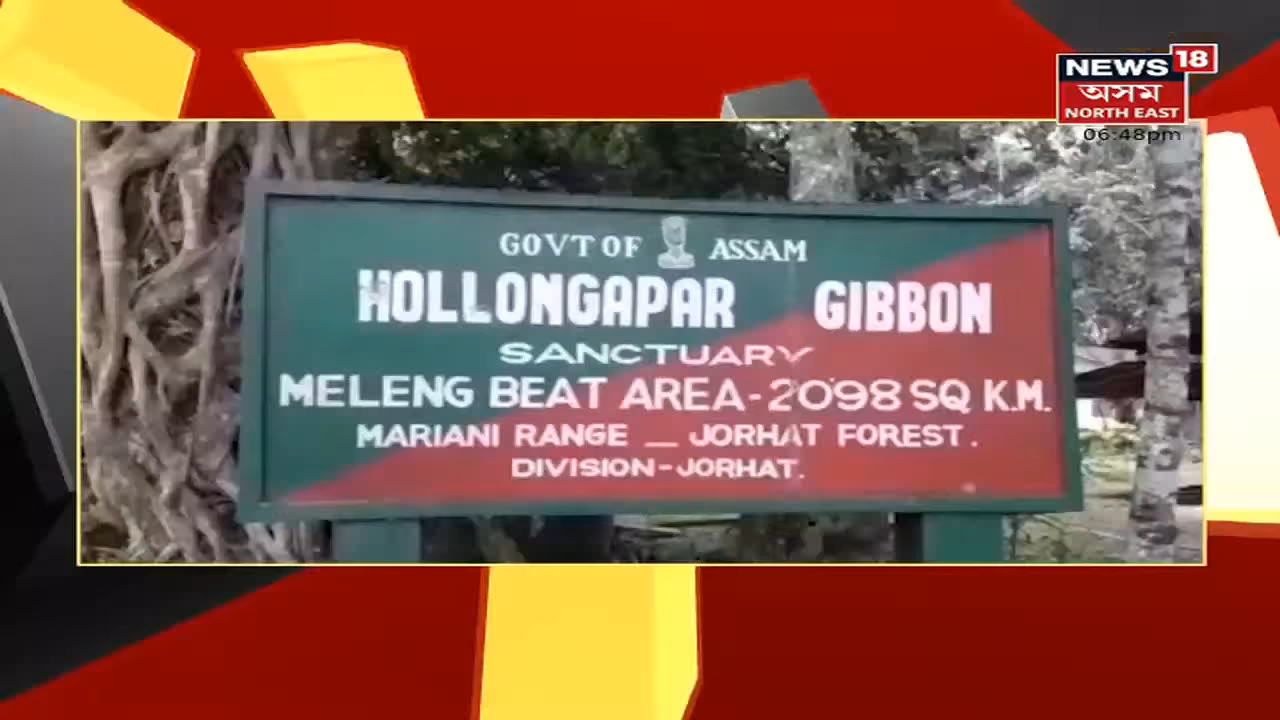 NEWS 18
অসম
NORTH EAST
06:48pm
GOVT OF ASSAM
HOLLONGAPAR GIBBON
SANCTUARY
MELENG BEAT AREA-2098 SQ K.M.
MARIANI RANGE _ JORHAT FOREST.
DIVISION-JORHAT.